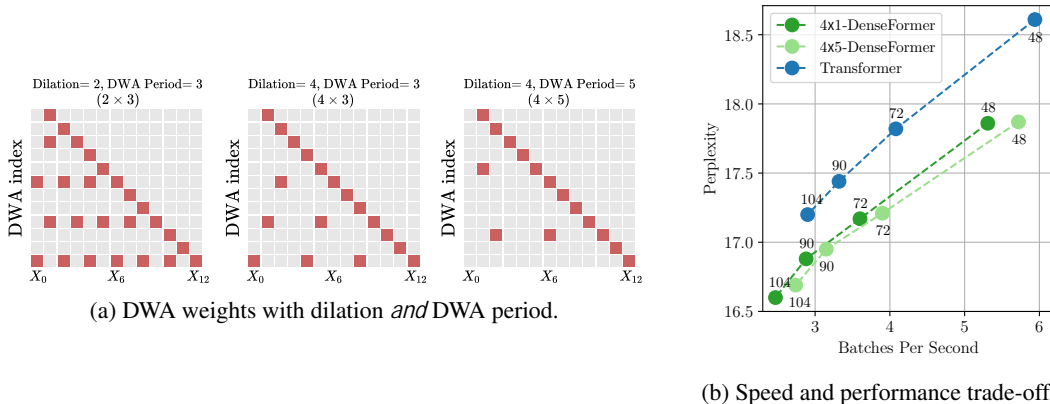 Dilation= 2, DWA Period= 3
(2 × 3)
Dilation= 4, DWA Period= 3
(4 × 3)
Dilation= 4, DWA Period= 5
(4 × 5)
DWA index
DWA index
DWA index
X0 X6 X12
X0 X6 X12
X0 X6 X12
(a) DWA weights with dilation and DWA period.
4x1-DenseFormer
4x5-DenseFormer
Transformer
Perplexity
18.5
18.0
17.5
17.0
16.5
48
72
90
104
48
72
90
104
48
72
90
104
3 4 5 6
Batches Per Second
(b) Speed and performance trade-off